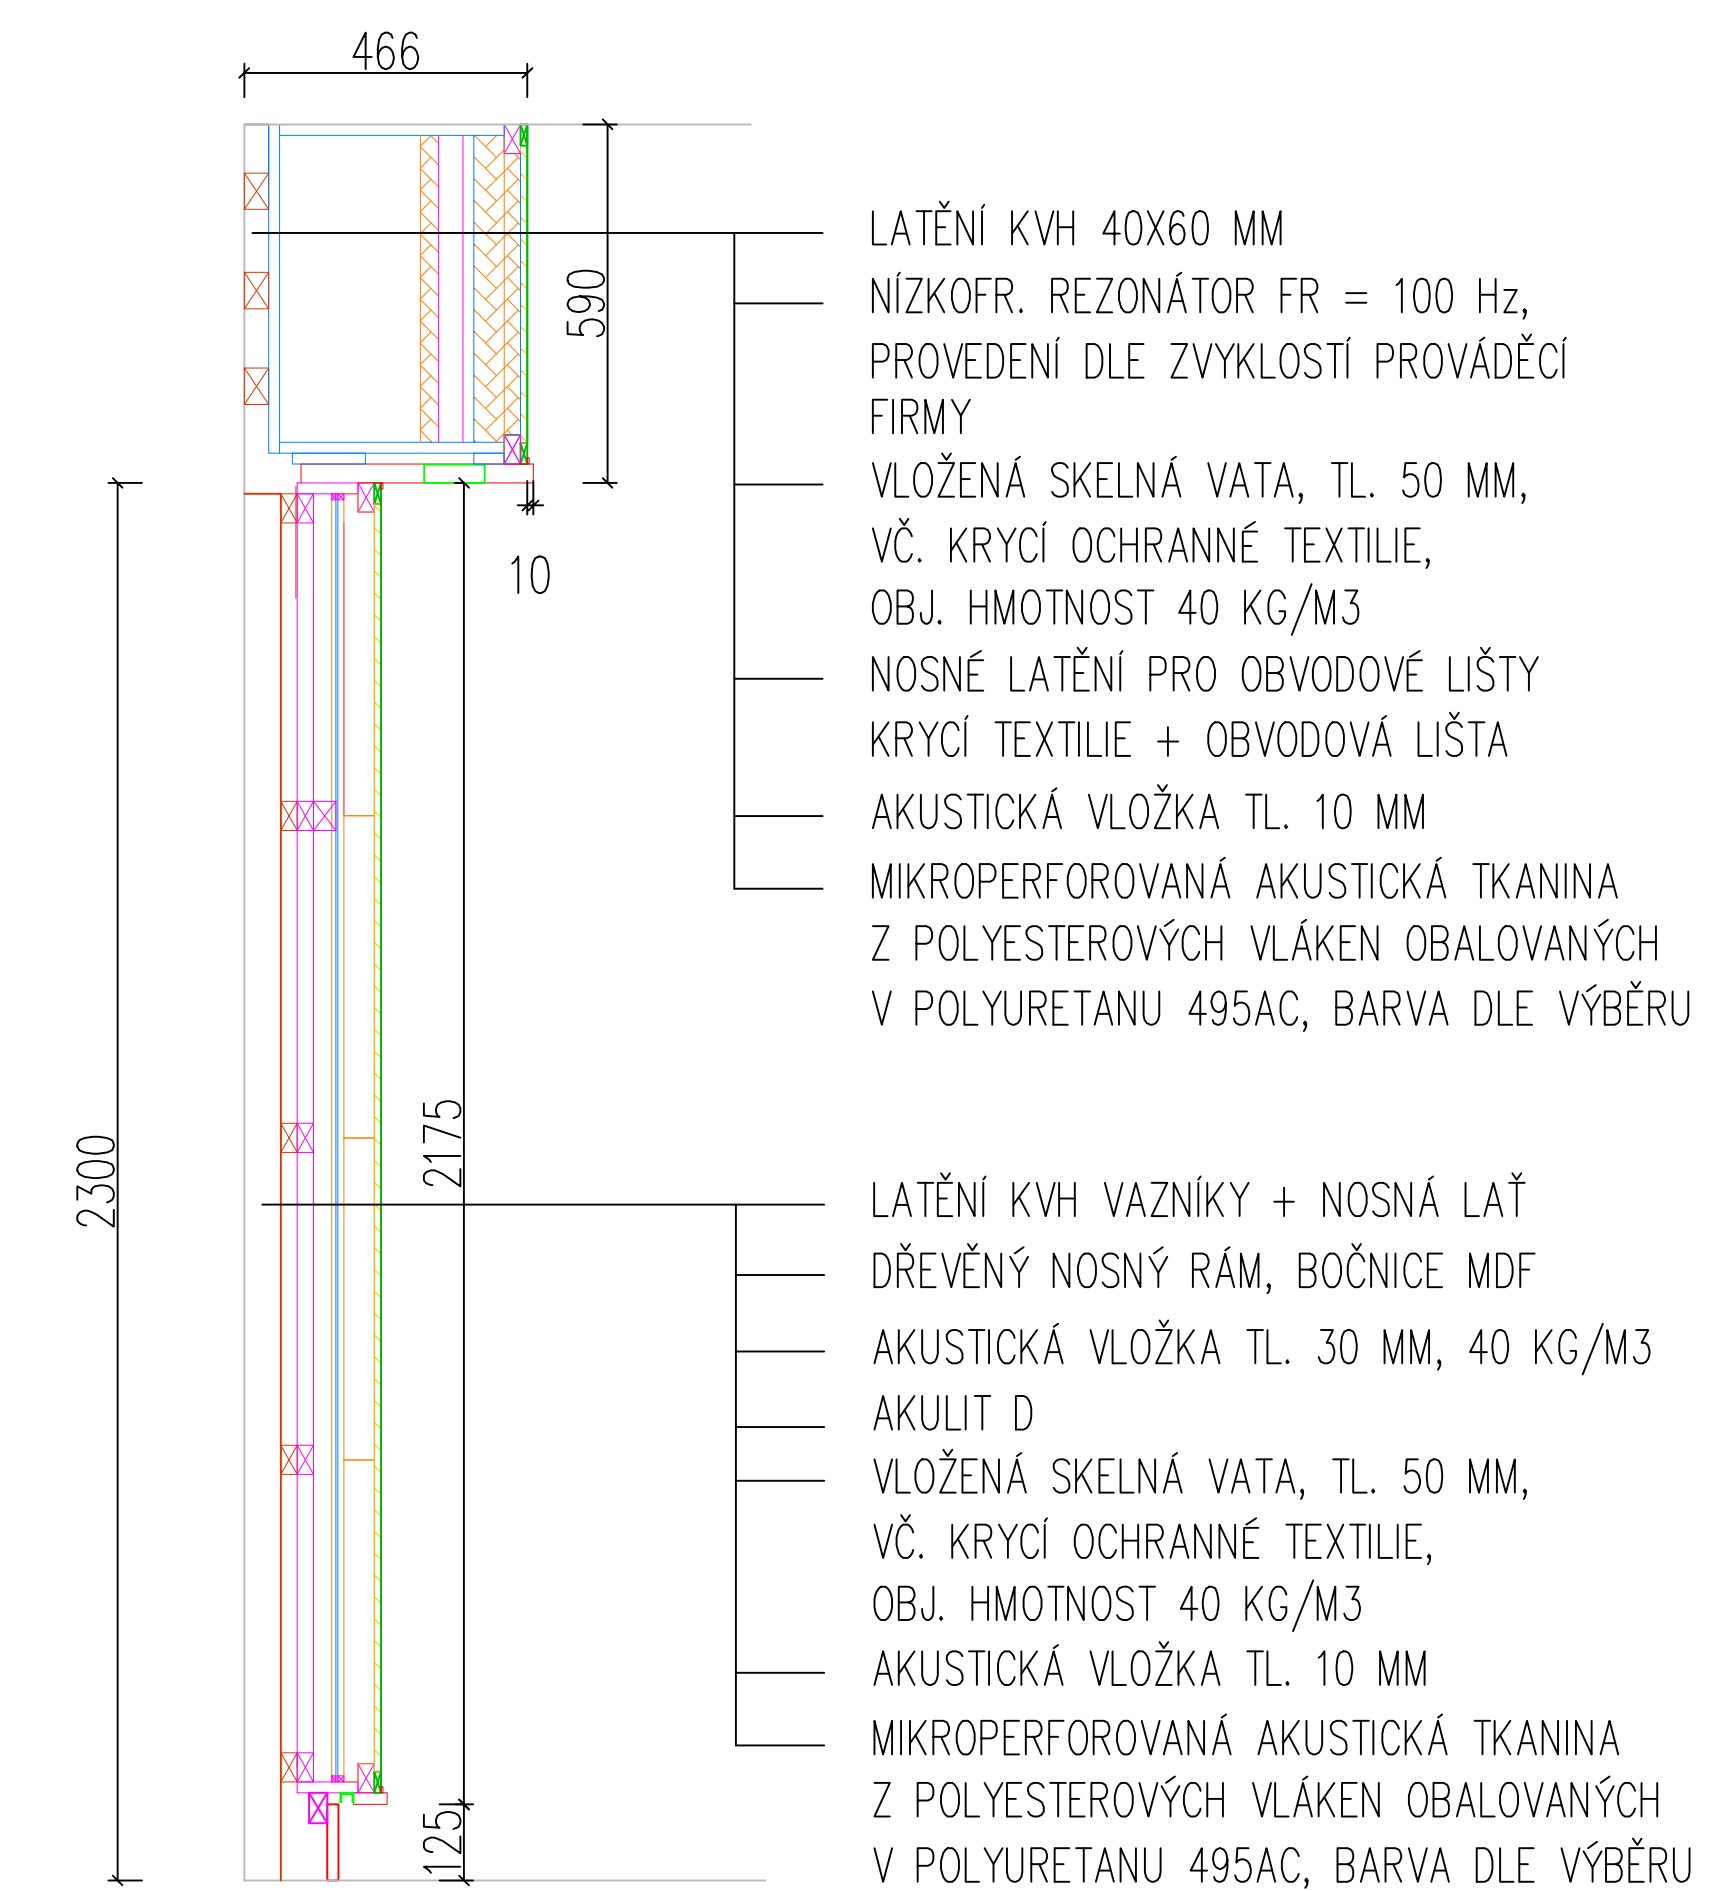 466
590
10
LATĚNÍ KVH 40X60 MM
NÍZKOFR. REZONÁTOR FR = 100 Hz,
PROVEDENÍ DLE ZVYKLOSTÍ PROVÁDĚCÍ
FIRMY
VLOŽENÁ SKELNÁ VATA, TL. 50 MM,
VČ. KRYCÍ OCHRANNÉ TEXTILIE,
OBJ. HMOTNOST 40 KG/M3
NOSNÉ LATĚNÍ PRO OBVODOVÉ LIŠTY
KRYCÍ TEXTILIE + OBVODOVÁ LIŠTA
AKUSTICKÁ VLOŽKA TL. 10 MM
MIKROPERFOROVANÁ AKUSTICKÁ TKANINA
Z POLYESTEROVÝCH VLÁKEN OBALOVANÝCH
V POLYURETANU 495AC, BARVA DLE VÝBĚRU
2300
2175
125
LATĚNÍ KVH VAZNÍKY + NOSNÁ LAŤ
DŘEVĚNÝ NOSNÝ RÁM, BOČNICE MDF
AKUSTICKÁ VLOŽKA TL. 30 MM, 40 KG/M3
AKULIT D
VLOŽENÁ SKELNÁ VATA, TL. 50 MM,
VČ. KRYCÍ OCHRANNÉ TEXTILIE,
OBJ. HMOTNOST 40 KG/M3
AKUSTICKÁ VLOŽKA TL. 10 MM
MIKROPERFOROVANÁ AKUSTICKÁ TKANINA
Z POLYESTEROVÝCH VLÁKEN OBALOVANÝCH
V POLYURETANU 495AC, BARVA DLE VÝBĚRU